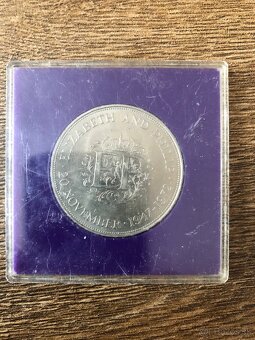 ELIZABETH AND PHILIP
20 NOVEMBER 1947-1972